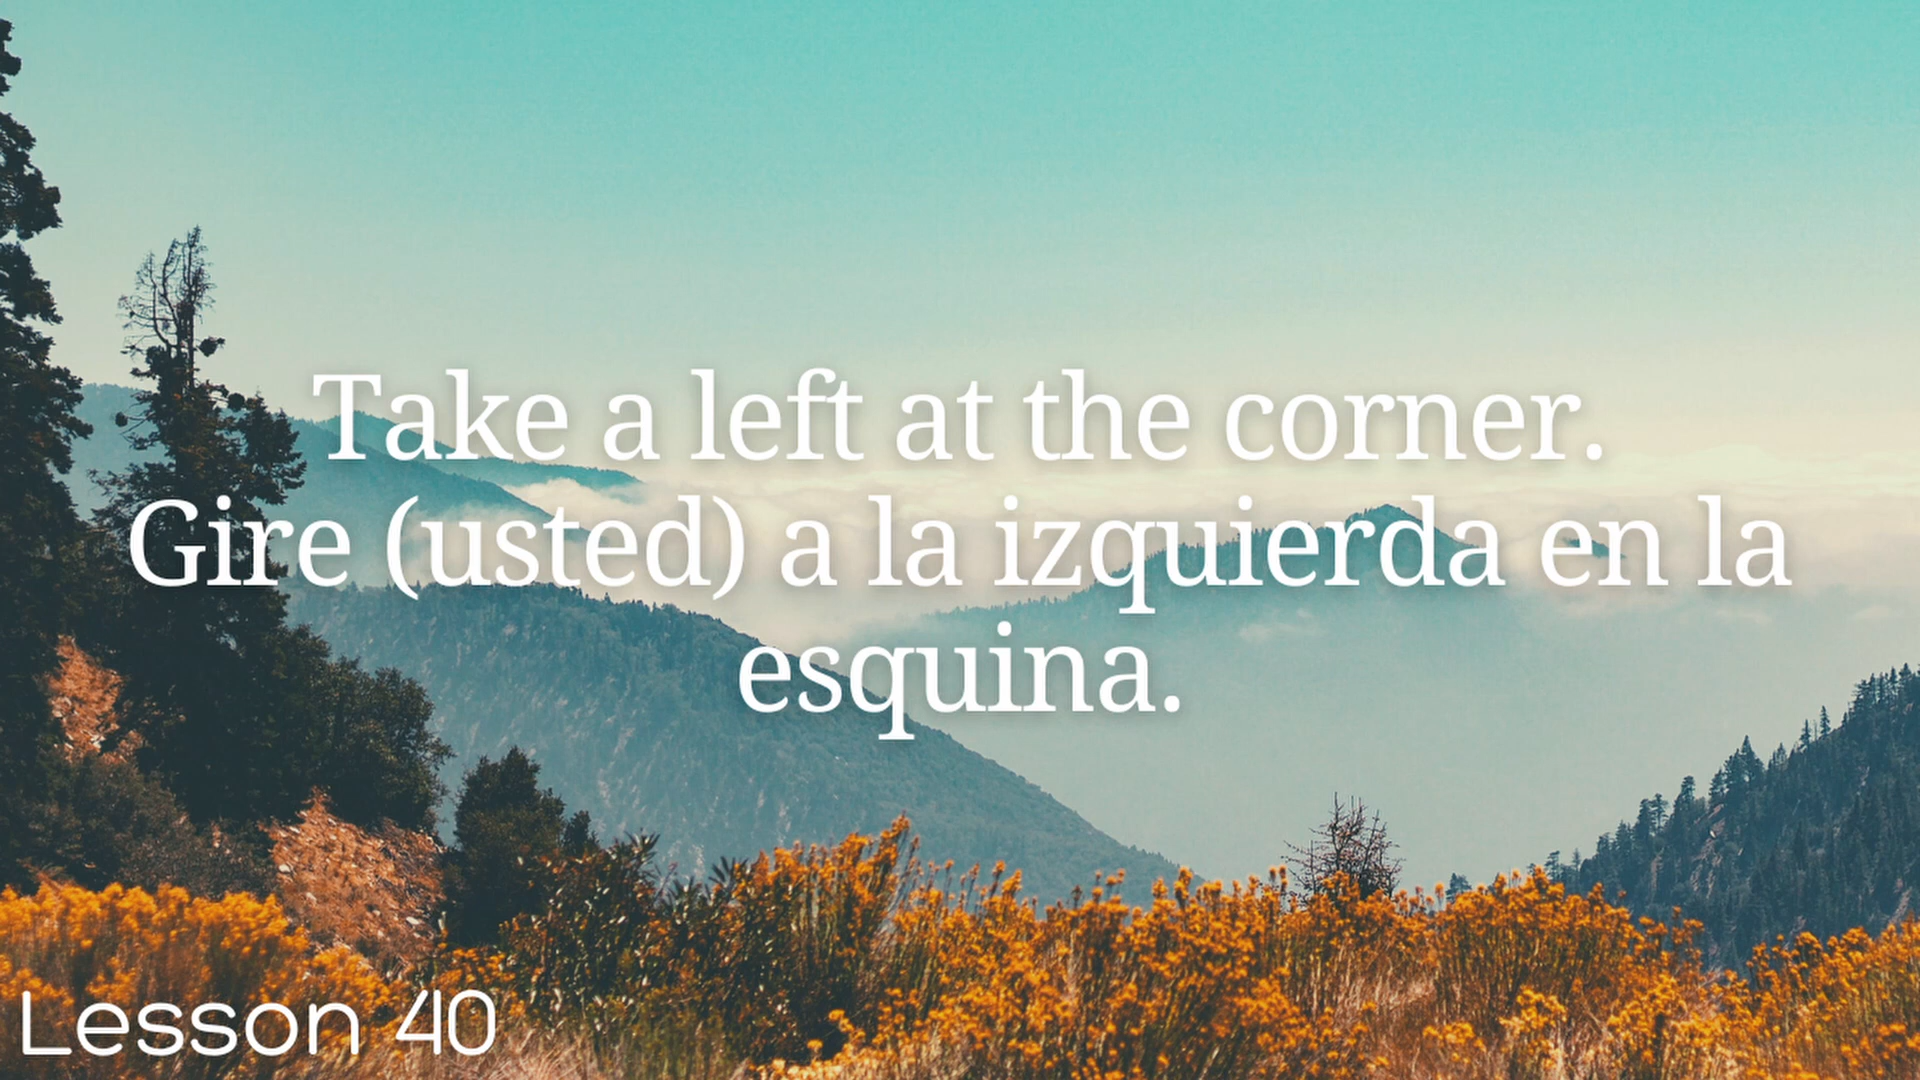 Take a left at the corner.
Gire (usted) a la izquierda en la
esquina.
Lesson 40